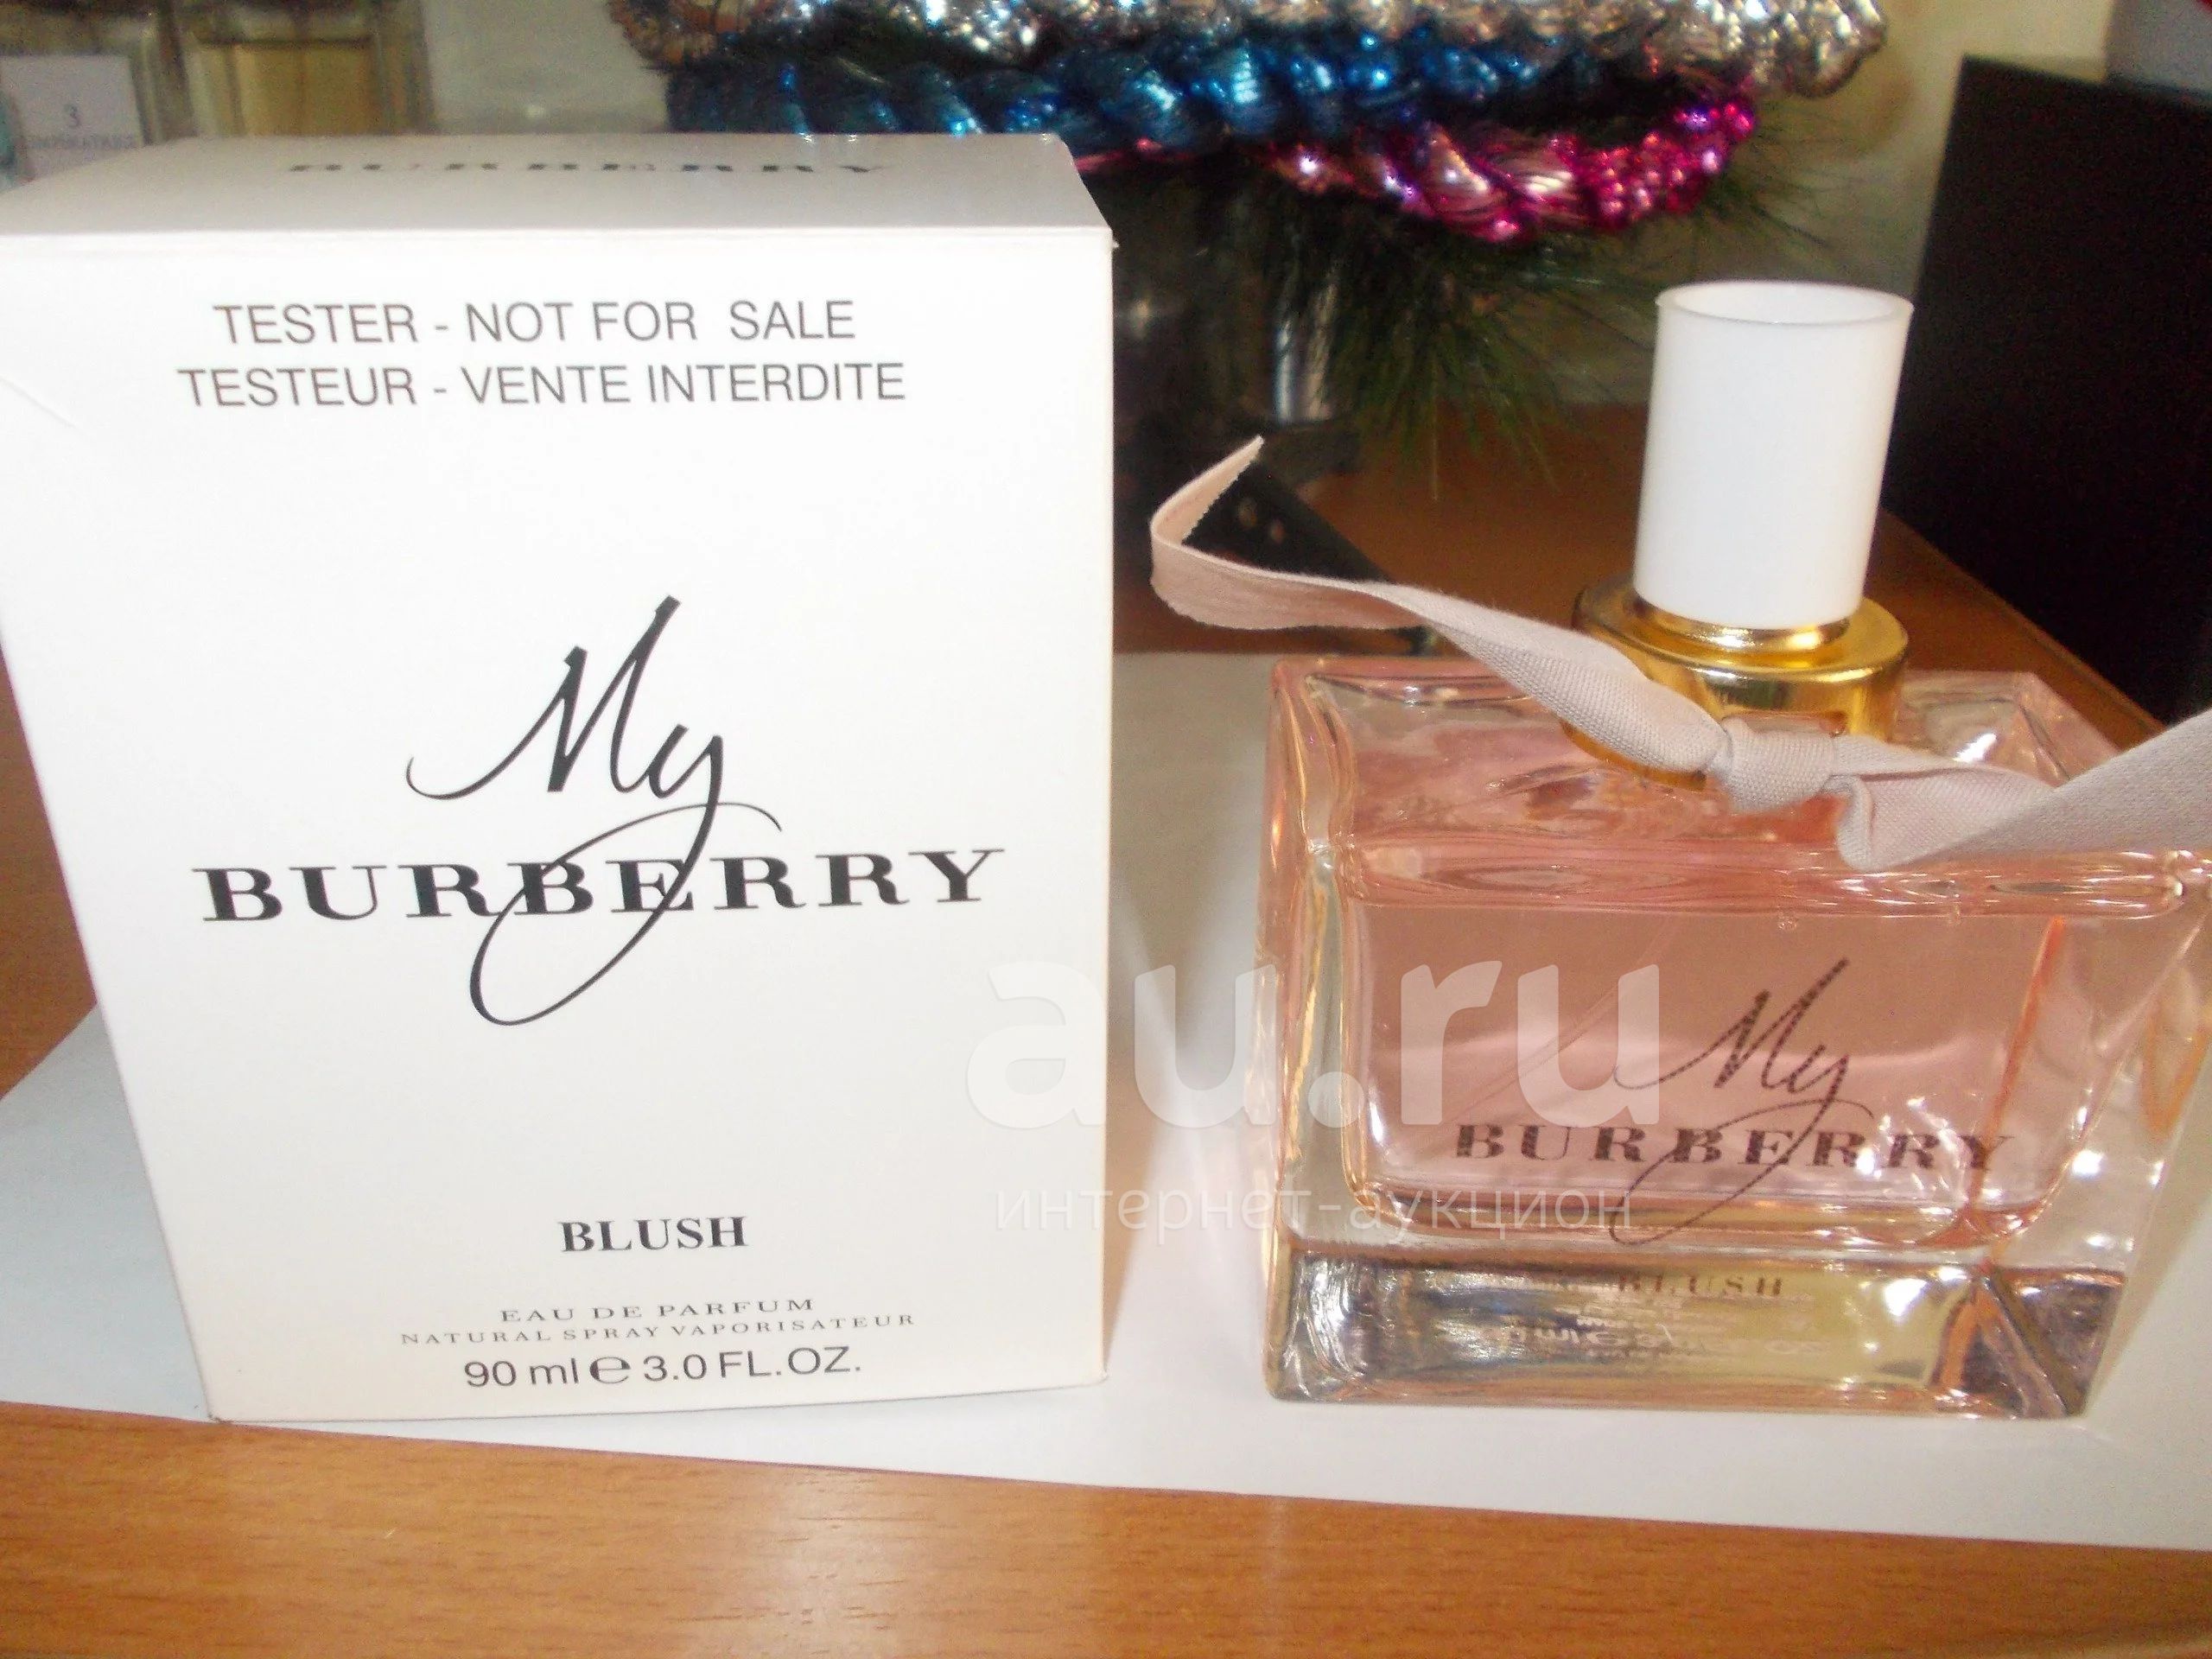 BURBERRY
TESTER - NOT FOR SALE
TESTEUR - VENTE INTERDITE
My
BURBERRY
BLUSH
EAU DE PARFUM
NATURAL SPRAY VAPORISATEUR
90 ml e 3.0 FL.OZ.
My
BURBERRY
BLUSH
au.ru
интернет-аукцион
3